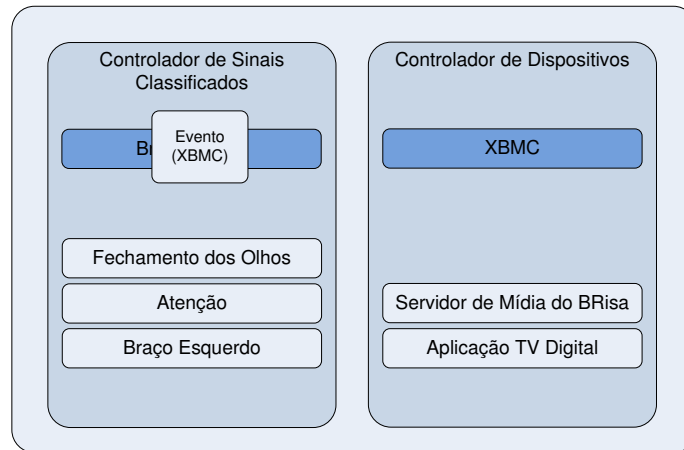 Controlador de Sinais
Classificados
Evento
(XBMC)
Fechamento dos Olhos
Atenção
Braço Esquerdo
Controlador de Dispositivos
XBMC
Servidor de Mídia do BRisa
Aplicação TV Digital